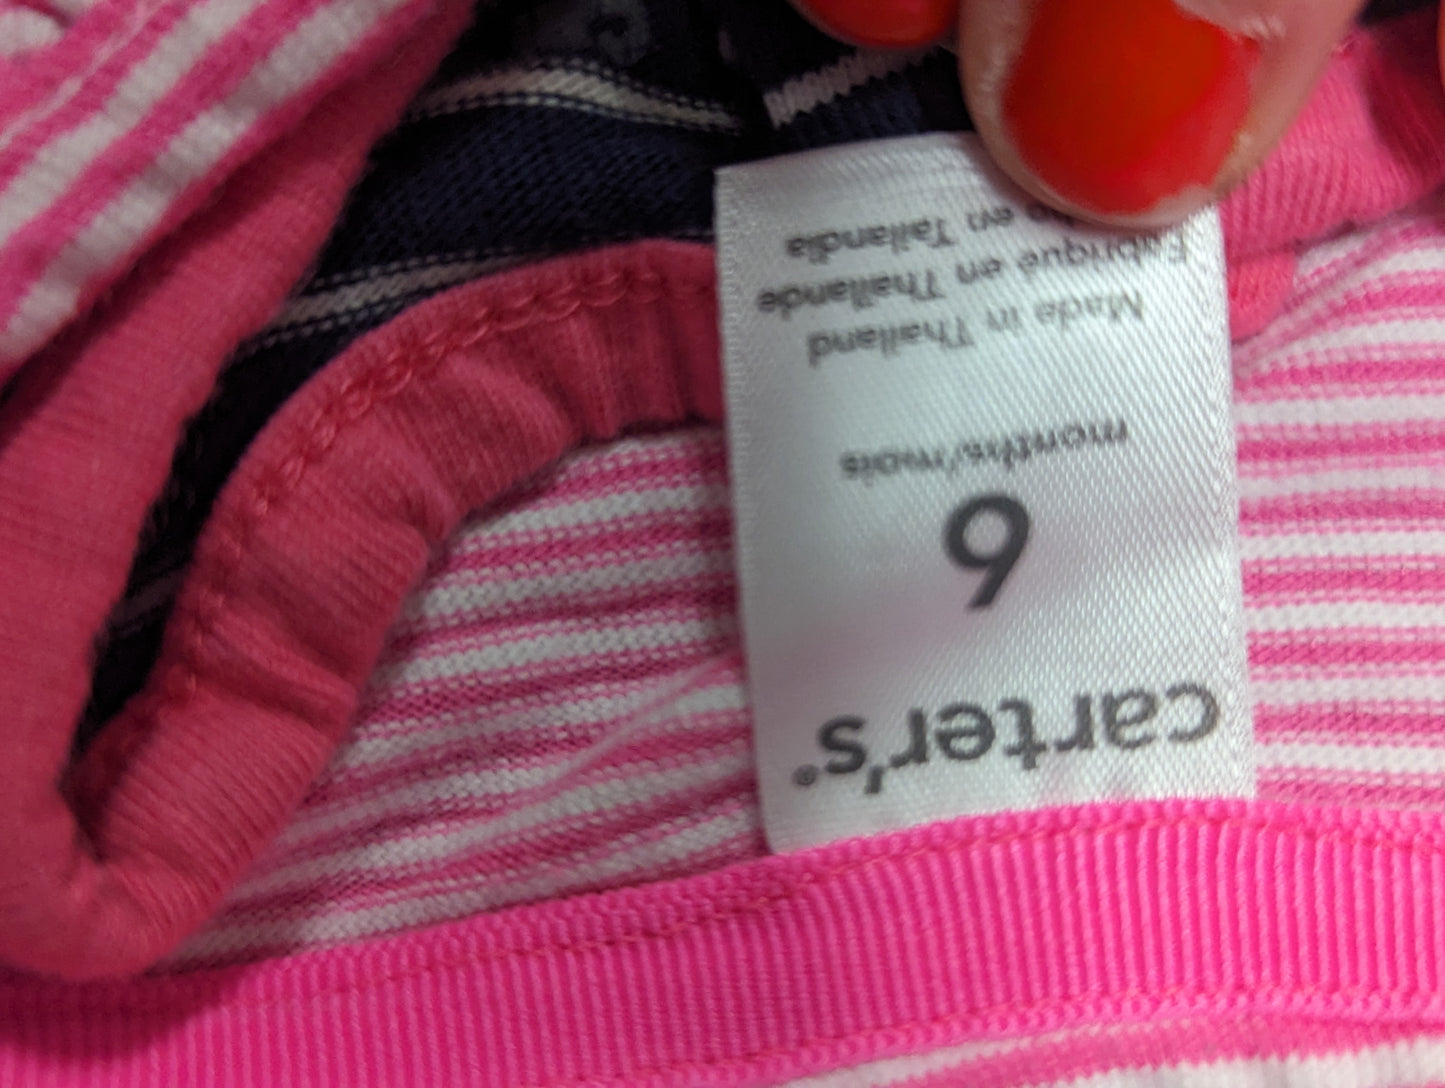 carter's®
6
months/mois
Made in Thailand
Fabriqué en Thaïlande
en Tailandia